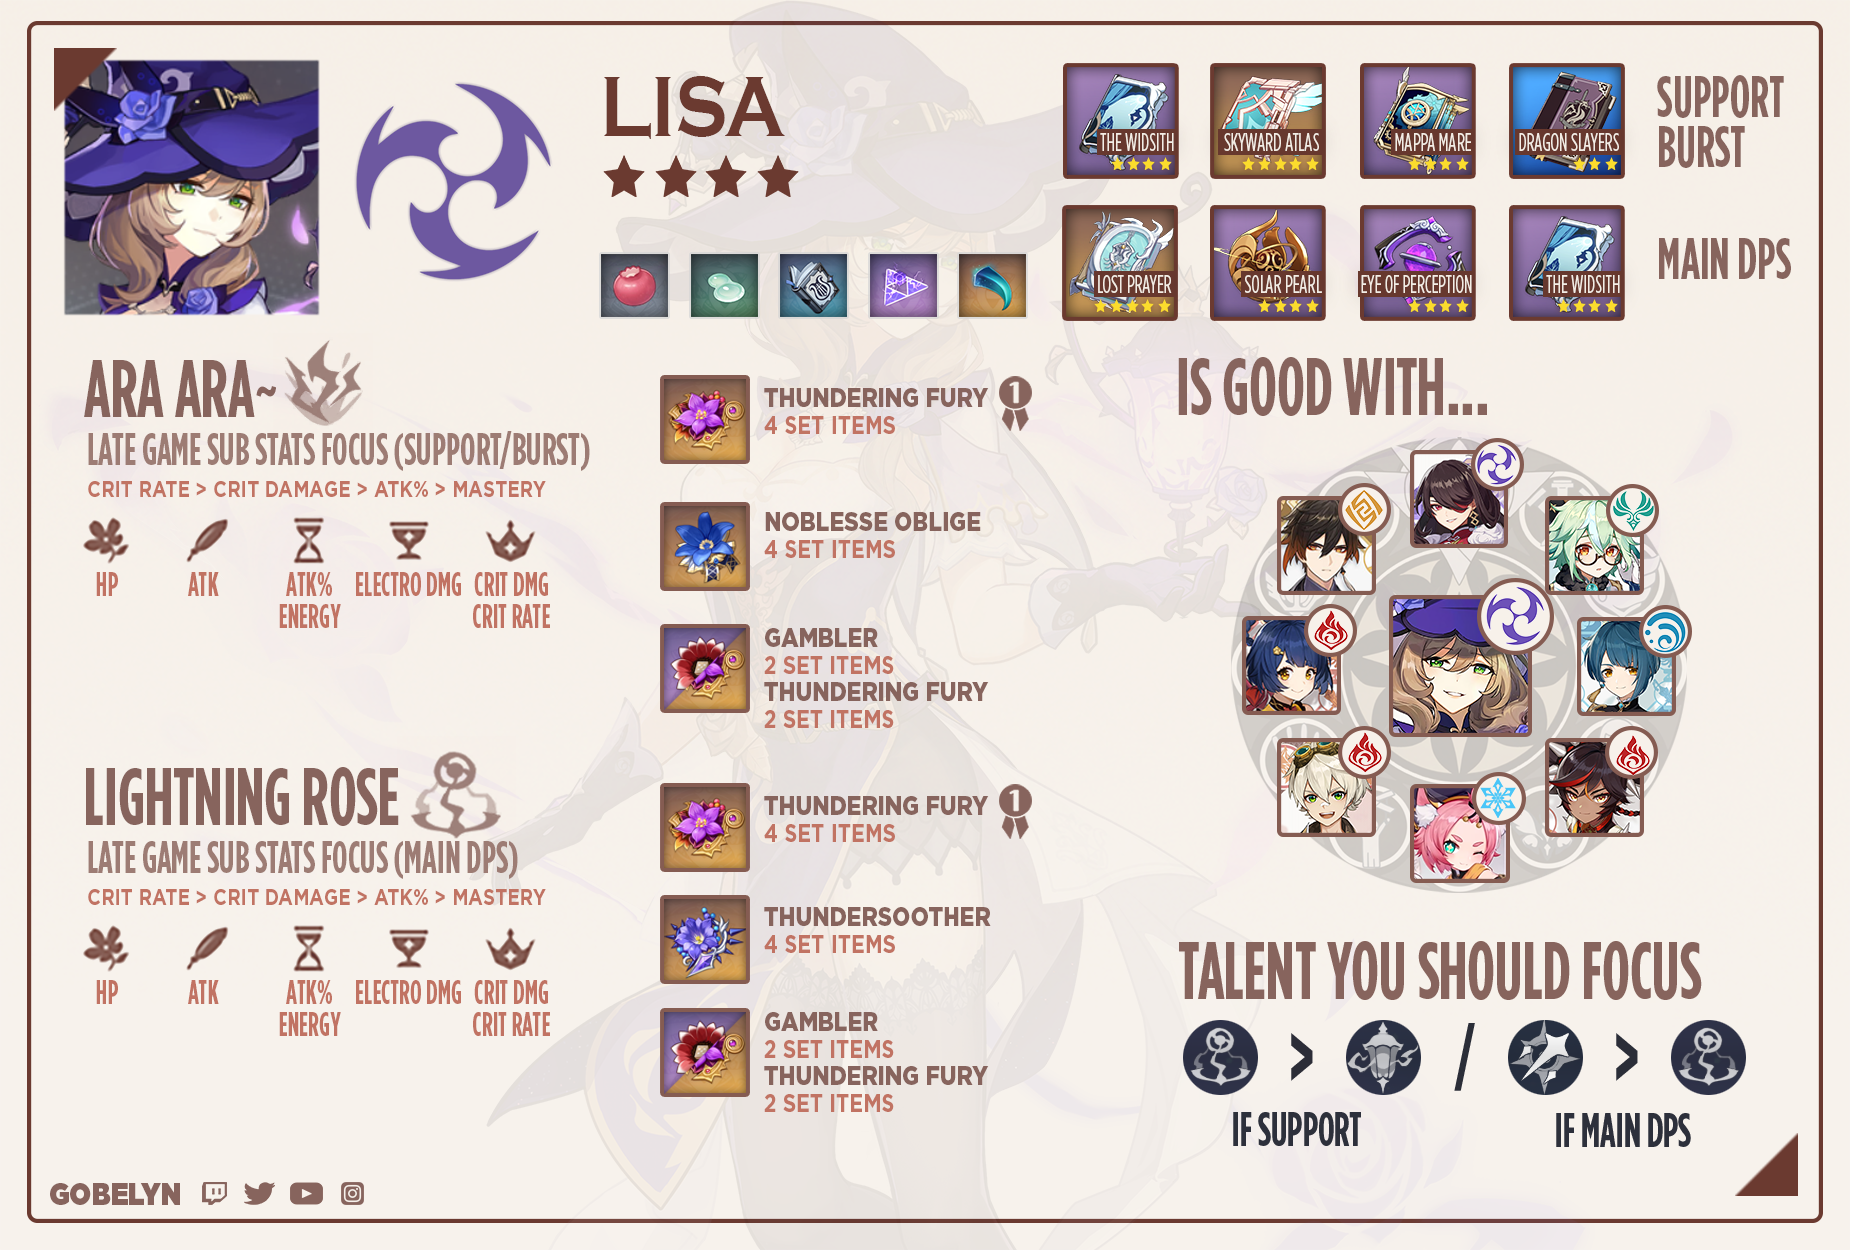 LISA
THE WIDSITH
SKYWARD ATLAS
MAPPA MARE
DRAGON SLAYERS
SUPPORT
BURST
LOST PRAYER
SOLAR PEARL
EYE OF PERCEPTION
THE WIDSITH
MAIN DPS
ARA ARA~
LATE GAME SUB STATS FOCUS (SUPPORT/BURST)
CRIT RATE > CRIT DAMAGE > ATK% > MASTERY
HP
ATK
ATK%
ENERGY
ELECTRO DMG
CRIT DMG
CRIT RATE
THUNDERING FURY
1
4 SET ITEMS
NOBLESSE OBLIGE
4 SET ITEMS
GAMBLER
2 SET ITEMS
THUNDERING FURY
2 SET ITEMS
LIGHTNING ROSE
LATE GAME SUB STATS FOCUS (MAIN DPS)
CRIT RATE > CRIT DAMAGE > ATK% > MASTERY
HP
ATK
ATK%
ENERGY
ELECTRO DMG
CRIT DMG
CRIT RATE
THUNDERING FURY
1
4 SET ITEMS
THUNDERSOOTHER
4 SET ITEMS
GAMBLER
2 SET ITEMS
THUNDERING FURY
2 SET ITEMS
IS GOOD WITH...
TALENT YOU SHOULD FOCUS
> / >
IF SUPPORT
IF MAIN DPS
GOBELYN